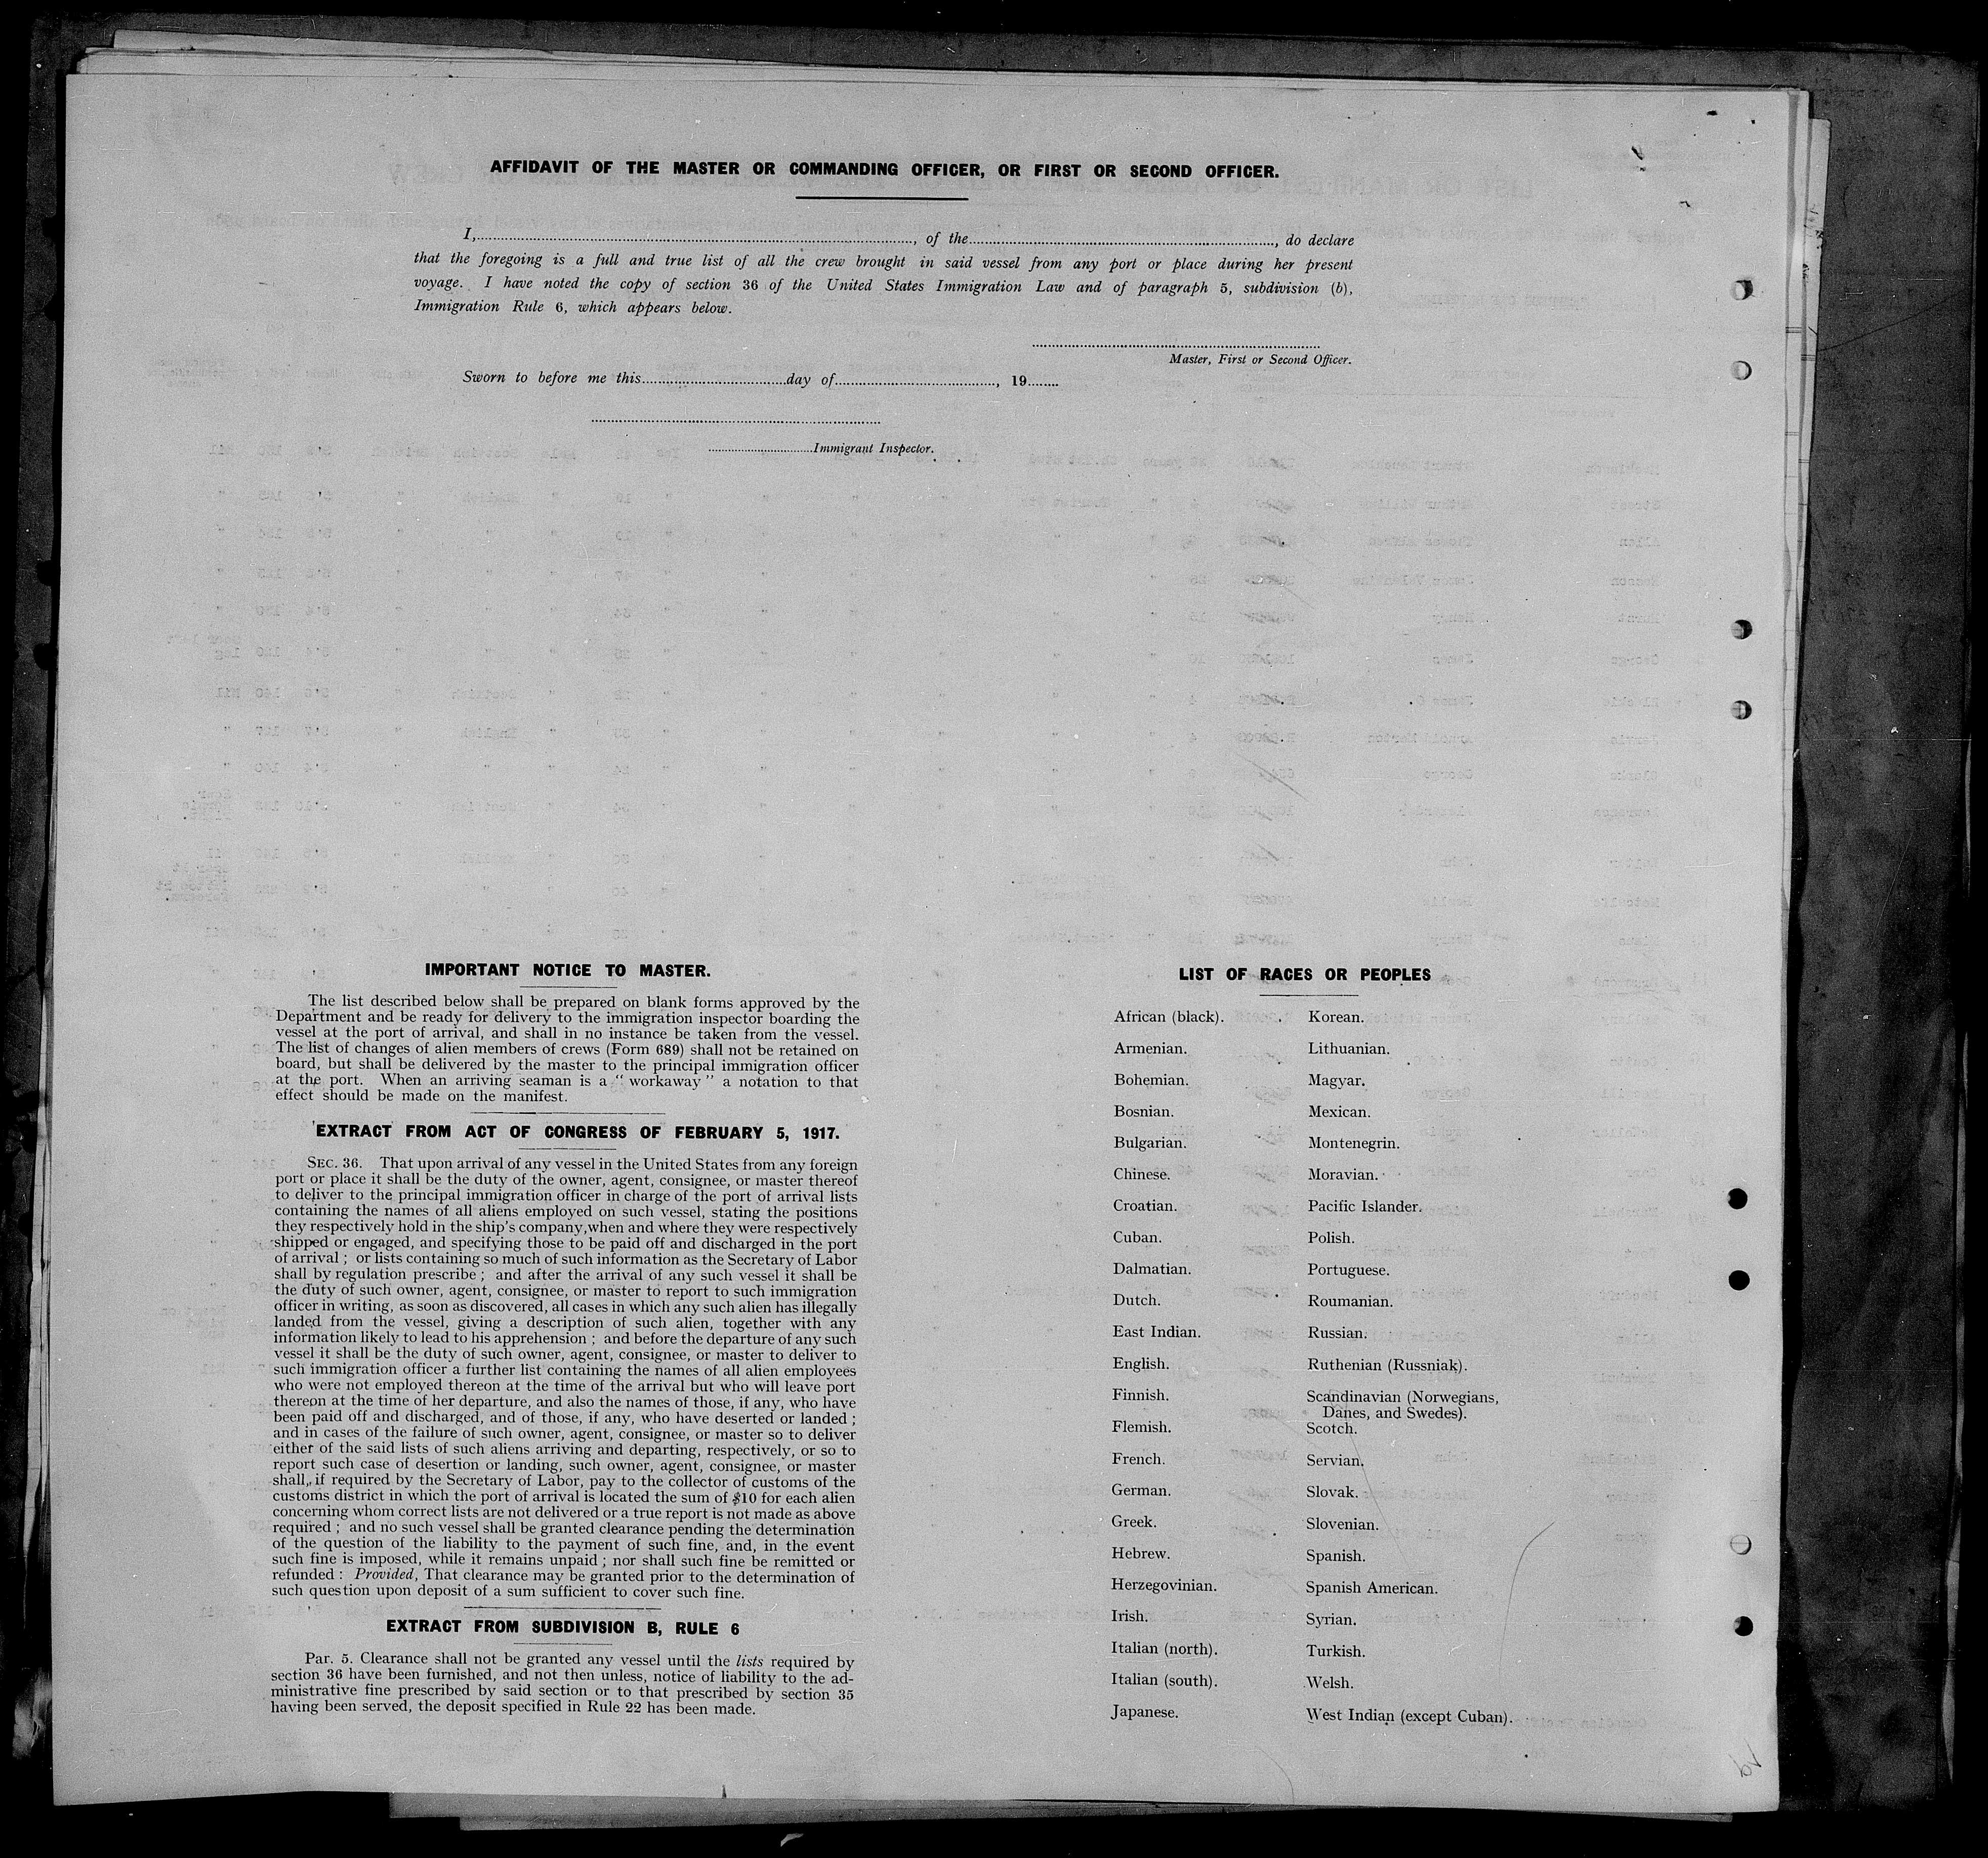 AFFIDAVIT OF THE MASTER OR COMMANDING OFFICER, OR FIRST OR SECOND OFFICER.
I,........, of the........, do declare
that the foregoing is a full and true list of all the crew brought in said vessel from any port or place during her present
voyage. I have noted the copy of section 36 of the United States Immigration Law and of paragraph 5, subdivision (b),
Immigration Rule 6, which appears below.
Master, First or Second Officer.
Sworn to before me this........day of........, 19........
........Immigrant Inspector.
IMPORTANT NOTICE TO MASTER.
The list described below shall be prepared on blank forms approved by the
Department and be ready for delivery to the immigration inspector boarding the
vessel at the port of arrival, and shall in no instance be taken from the vessel.
The list of changes of alien members of crews (Form 689) shall not be retained on
board, but shall be delivered by the master to the principal immigration officer
at the port. When an arriving seaman is a " workaway " a notation to that
effect should be made on the manifest.
EXTRACT FROM ACT OF CONGRESS OF FEBRUARY 5, 1917.
SEC. 36. That upon arrival of any vessel in the United States from any foreign
port or place it shall be the duty of the owner, agent, consignee, or master thereof
to deliver to the principal immigration officer in charge of the port of arrival lists
containing the names of all aliens employed on such vessel, stating the positions
they respectively hold in the ship's company, when and where they were respectively
shipped or engaged, and specifying those to be paid off and discharged in the port
of arrival ; or lists containing so much of such information as the Secretary of Labor
shall by regulation prescribe ; and after the arrival of any such vessel it shall be
the duty of such owner, agent, consignee, or master to report to such immigration
officer in writing, as soon as discovered, all cases in which any such alien has illegally
landed from the vessel, giving a description of such alien, together with any
information likely to lead to his apprehension ; and before the departure of any such
vessel it shall be the duty of such owner, agent, consignee, or master to deliver to
such immigration officer a further list containing the names of all alien employees
who were not employed thereon at the time of the arrival but who will leave port
thereon at the time of her departure, and also the names of those, if any, who have
been paid off and discharged, and of those, if any, who have deserted or landed ;
and in cases of the failure of such owner, agent, consignee, or master so to deliver
either of the said lists of such aliens arriving and departing, respectively, or so to
report such case of desertion or landing, such owner, agent, consignee, or master
shall, if required by the Secretary of Labor, pay to the collector of customs of the
customs district in which the port of arrival is located the sum of $10 for each alien
concerning whom correct lists are not delivered or a true report is not made as above
required ; and no such vessel shall be granted clearance pending the determination
of the question of the liability to the payment of such fine, and, in the event
such fine is imposed, while it remains unpaid ; nor shall such fine be remitted or
refunded : Provided, That clearance may be granted prior to the determination of
such question upon deposit of a sum sufficient to cover such fine.
EXTRACT FROM SUBDIVISION B, RULE 6
Par. 5. Clearance shall not be granted any vessel until the lists required by
section 36 have been furnished, and not then unless, notice of liability to the ad-
ministrative fine prescribed by said section or to that prescribed by section 35
having been served, the deposit specified in Rule 22 has been made.
LIST OF RACES OR PEOPLES
African (black).
Armenian.
Bohemian.
Bosnian.
Bulgarian.
Chinese.
Croatian.
Cuban.
Dalmatian.
Dutch.
East Indian.
English.
Finnish.
Flemish.
French.
German.
Greek.
Hebrew.
Herzegovinian.
Irish.
Italian (north).
Italian (south).
Japanese.
Korean.
Lithuanian.
Magyar.
Mexican.
Montenegrin.
Moravian.
Pacific Islander.
Polish.
Portuguese.
Roumanian.
Russian.
Ruthenian (Russniak).
Scandinavian (Norwegians,
Danes, and Swedes).
Scotch.
Servian.
Slovak.
Slovenian.
Spanish.
Spanish American.
Syrian.
Turkish.
Welsh.
West Indian (except Cuban).